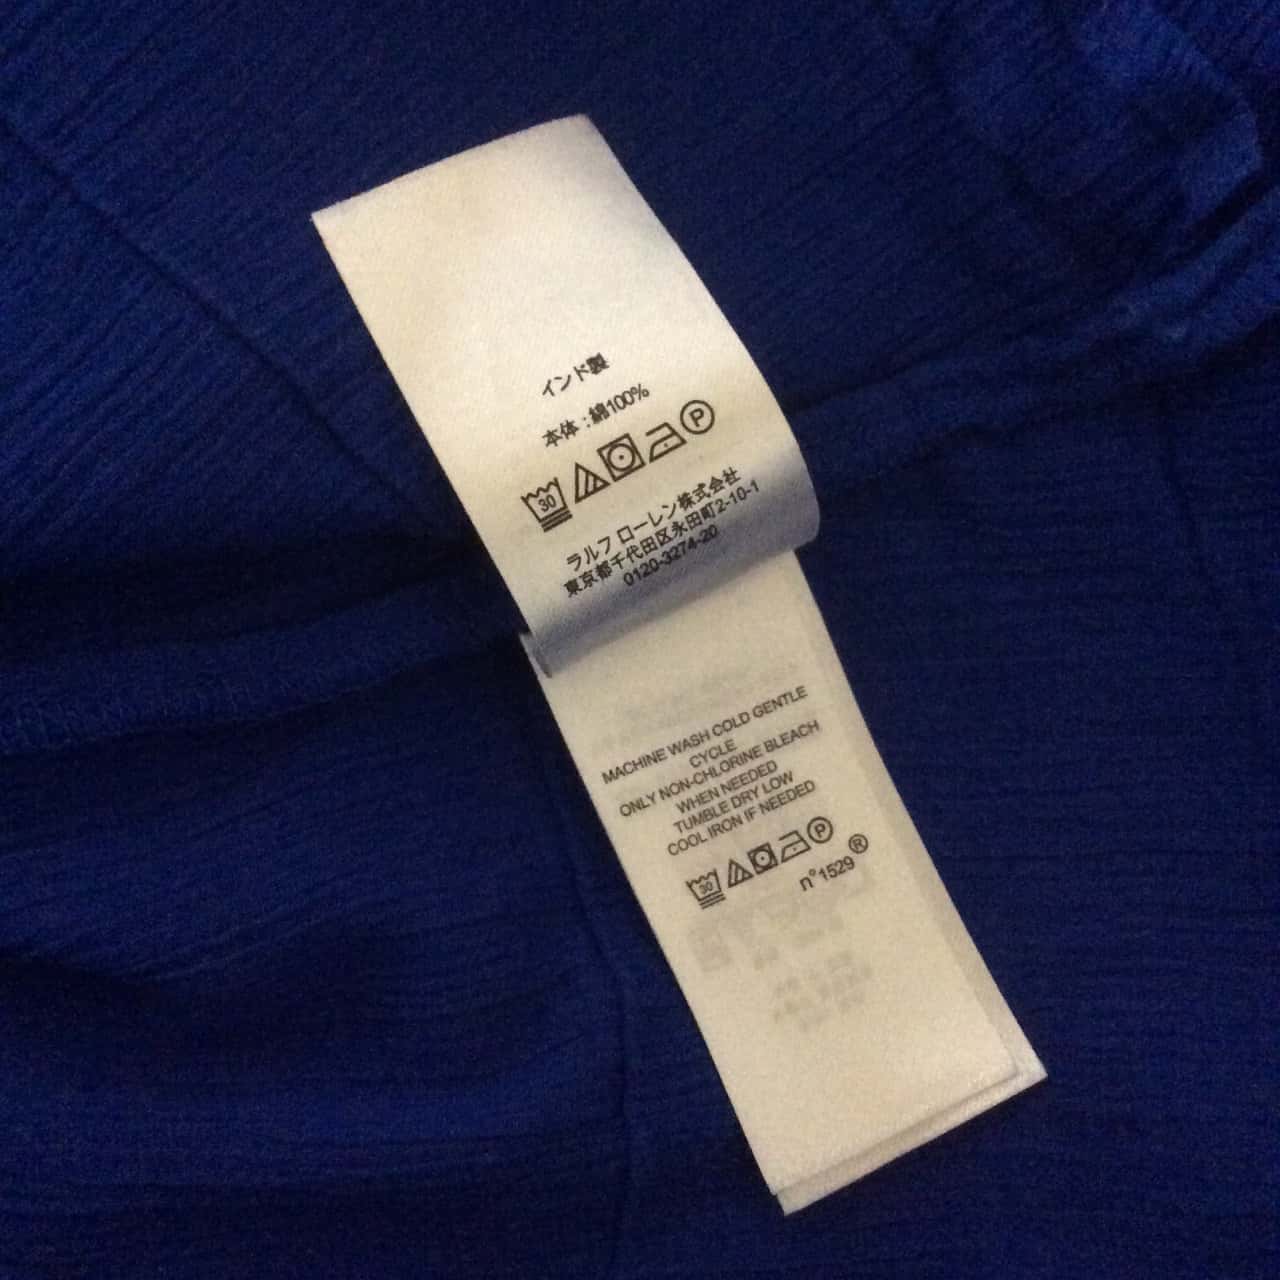 インド製
本体：綿100%
30 P
ラルフ ローレン株式会社
東京都千代田区永田町2-10-1
0120-3274-20
MACHINE WASH COLD GENTLE
CYCLE
ONLY NON-CHLORINE BLEACH
WHEN NEEDED
TUMBLE DRY LOW
COOL IRON IF NEEDED
30 P
n°1529 ®